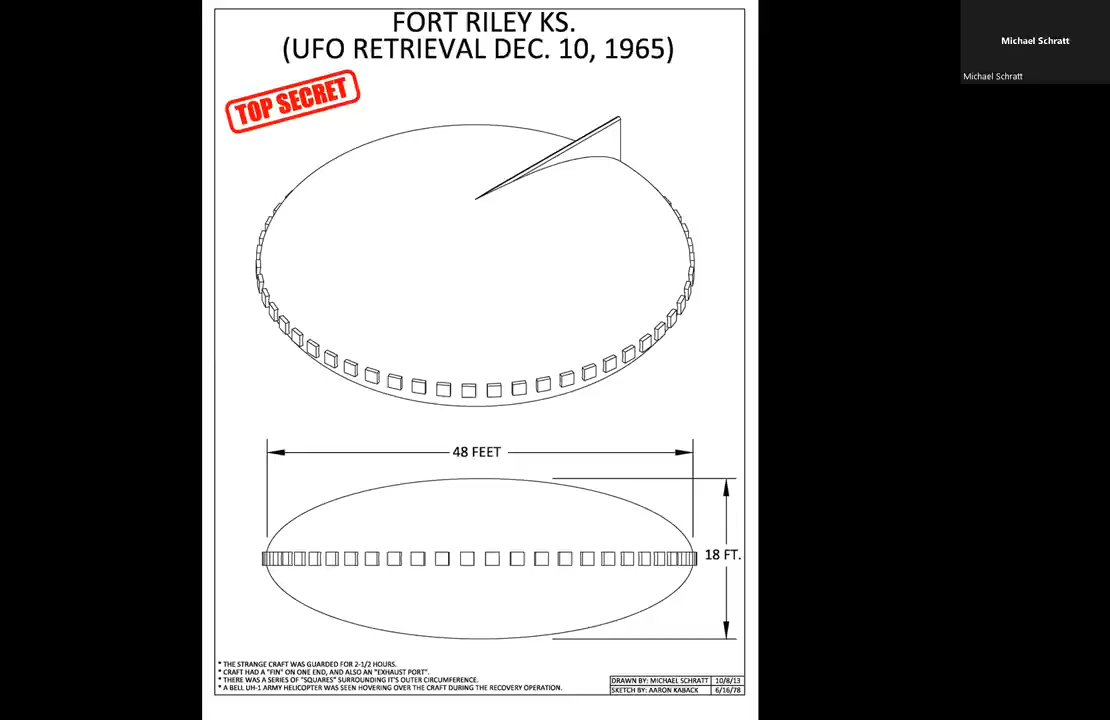 FORT RILEY KS.
(UFO RETRIEVAL DEC. 10, 1965)
TOP SECRET
Michael Schratt
Michael Schratt
48 FEET
18 FT.
* THE STRANGE CRAFT WAS GUARDED FOR 2-1/2 HOURS.
* CRAFT HAD A "FIN" ON ONE END, AND ALSO AN "EXHAUST PORT".
* THERE WAS A SERIES OF "SQUARES" SURROUNDING IT'S OUTER CIRCUMFERENCE.
* A BELL UH-1 ARMY HELICOPTER WAS SEEN HOVERING OVER THE CRAFT DURING THE RECOVERY OPERATION.
DRAWN BY: MICHAEL SCHRATT 10/8/13
SKETCH BY: AARON KABACK 6/16/78